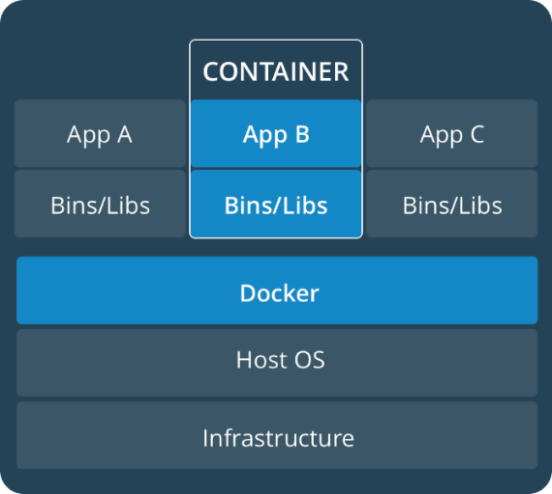 CONTAINER
App A App B App C
Bins/Libs Bins/Libs Bins/Libs
Docker
Host OS
Infrastructure